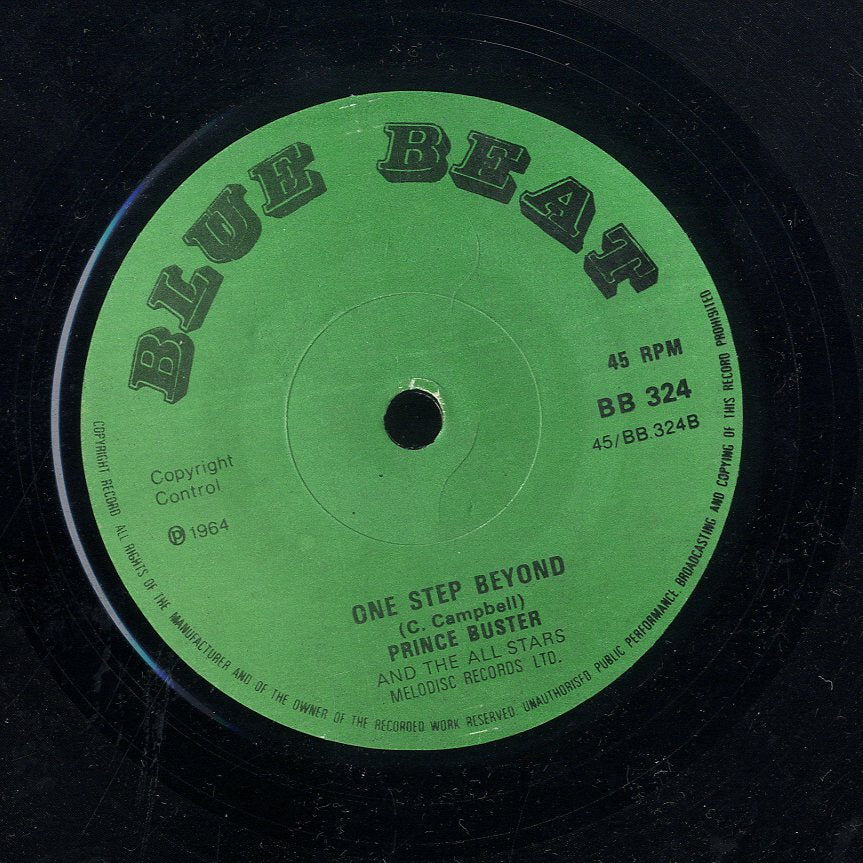 BLUE BEAT
45 RPM
BB 324
45/BB.324B
Copyright
Control
Ⓟ 1964
ONE STEP BEYOND
(C. Campbell)
PRINCE BUSTER
AND THE ALL STARS
MELODISC RECORDS LTD.
COPYRIGHT RECORD. ALL RIGHTS OF THE MANUFACTURER AND OF THE OWNER OF THE RECORDED WORK RESERVED. UNAUTHORISED PUBLIC PERFORMANCE BROADCASTING AND COPYING OF THIS RECORD PROHIBITED